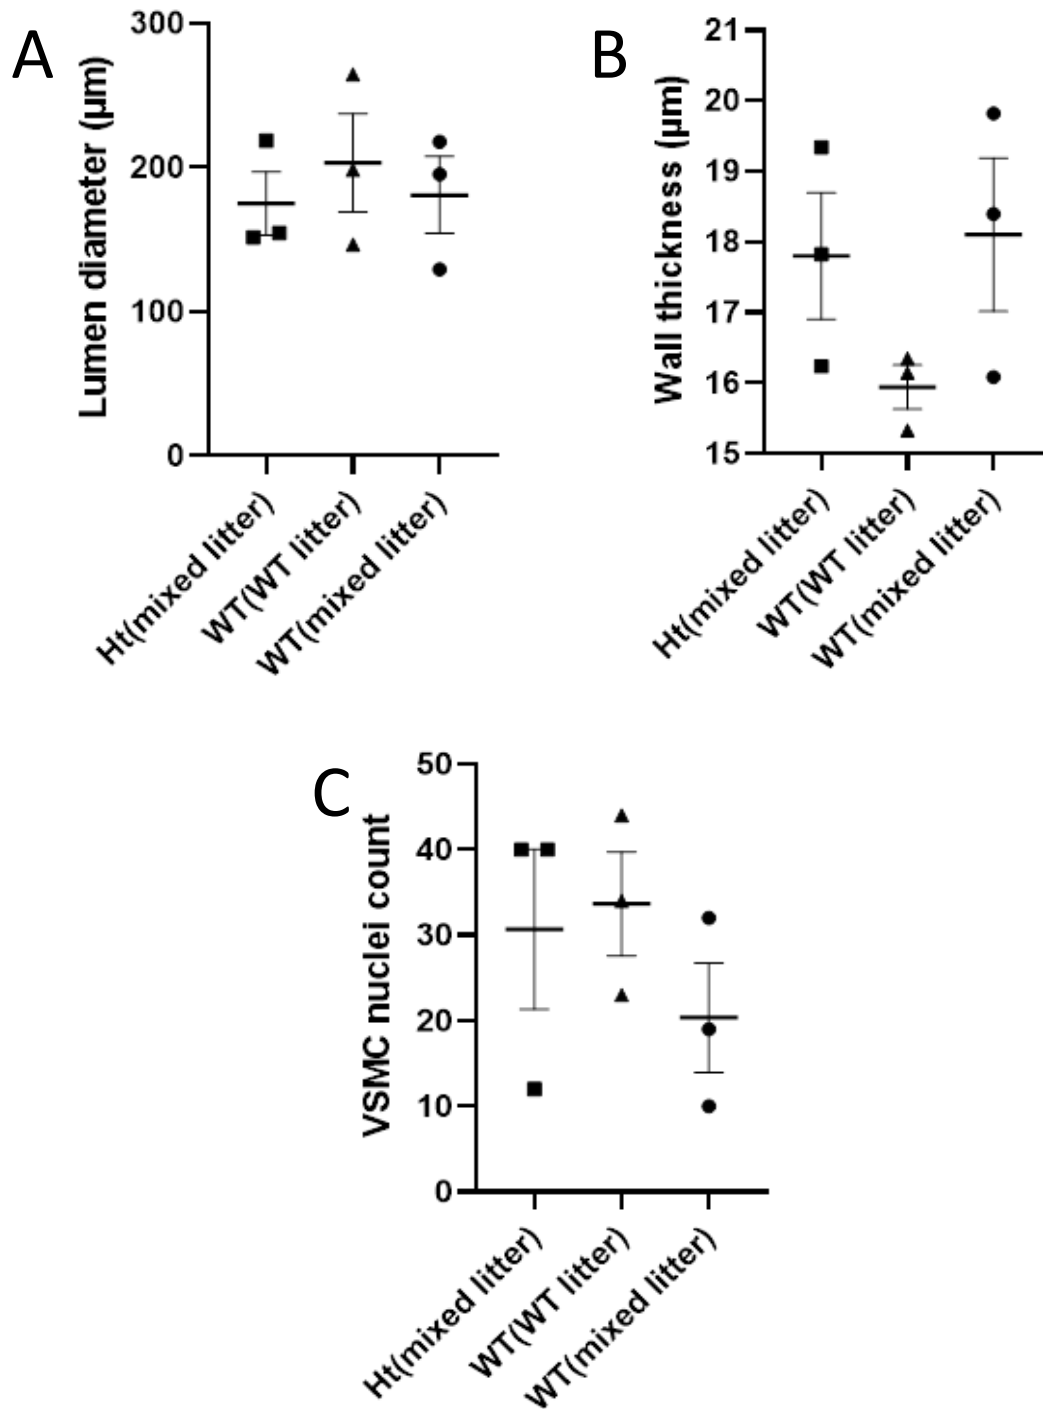 A
Lumen diameter (µm)
300
200
100
0
Ht(mixed litter)
WT(WT litter)
WT(mixed litter)
B
Wall thickness (µm)
21
20
19
18
17
16
15
Ht(mixed litter)
WT(WT litter)
WT(mixed litter)
C
VSMC nuclei count
50
40
30
20
10
0
Ht(mixed litter)
WT(WT litter)
WT(mixed litter)